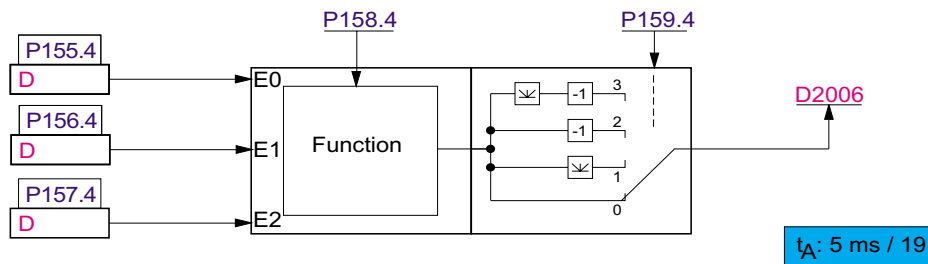 P158.4
P159.4
P155.4
D
E0
P156.4
D
E1
P157.4
D
E2
Function
-1
3
-1
2
1
0
D2006
tA: 5 ms / 19